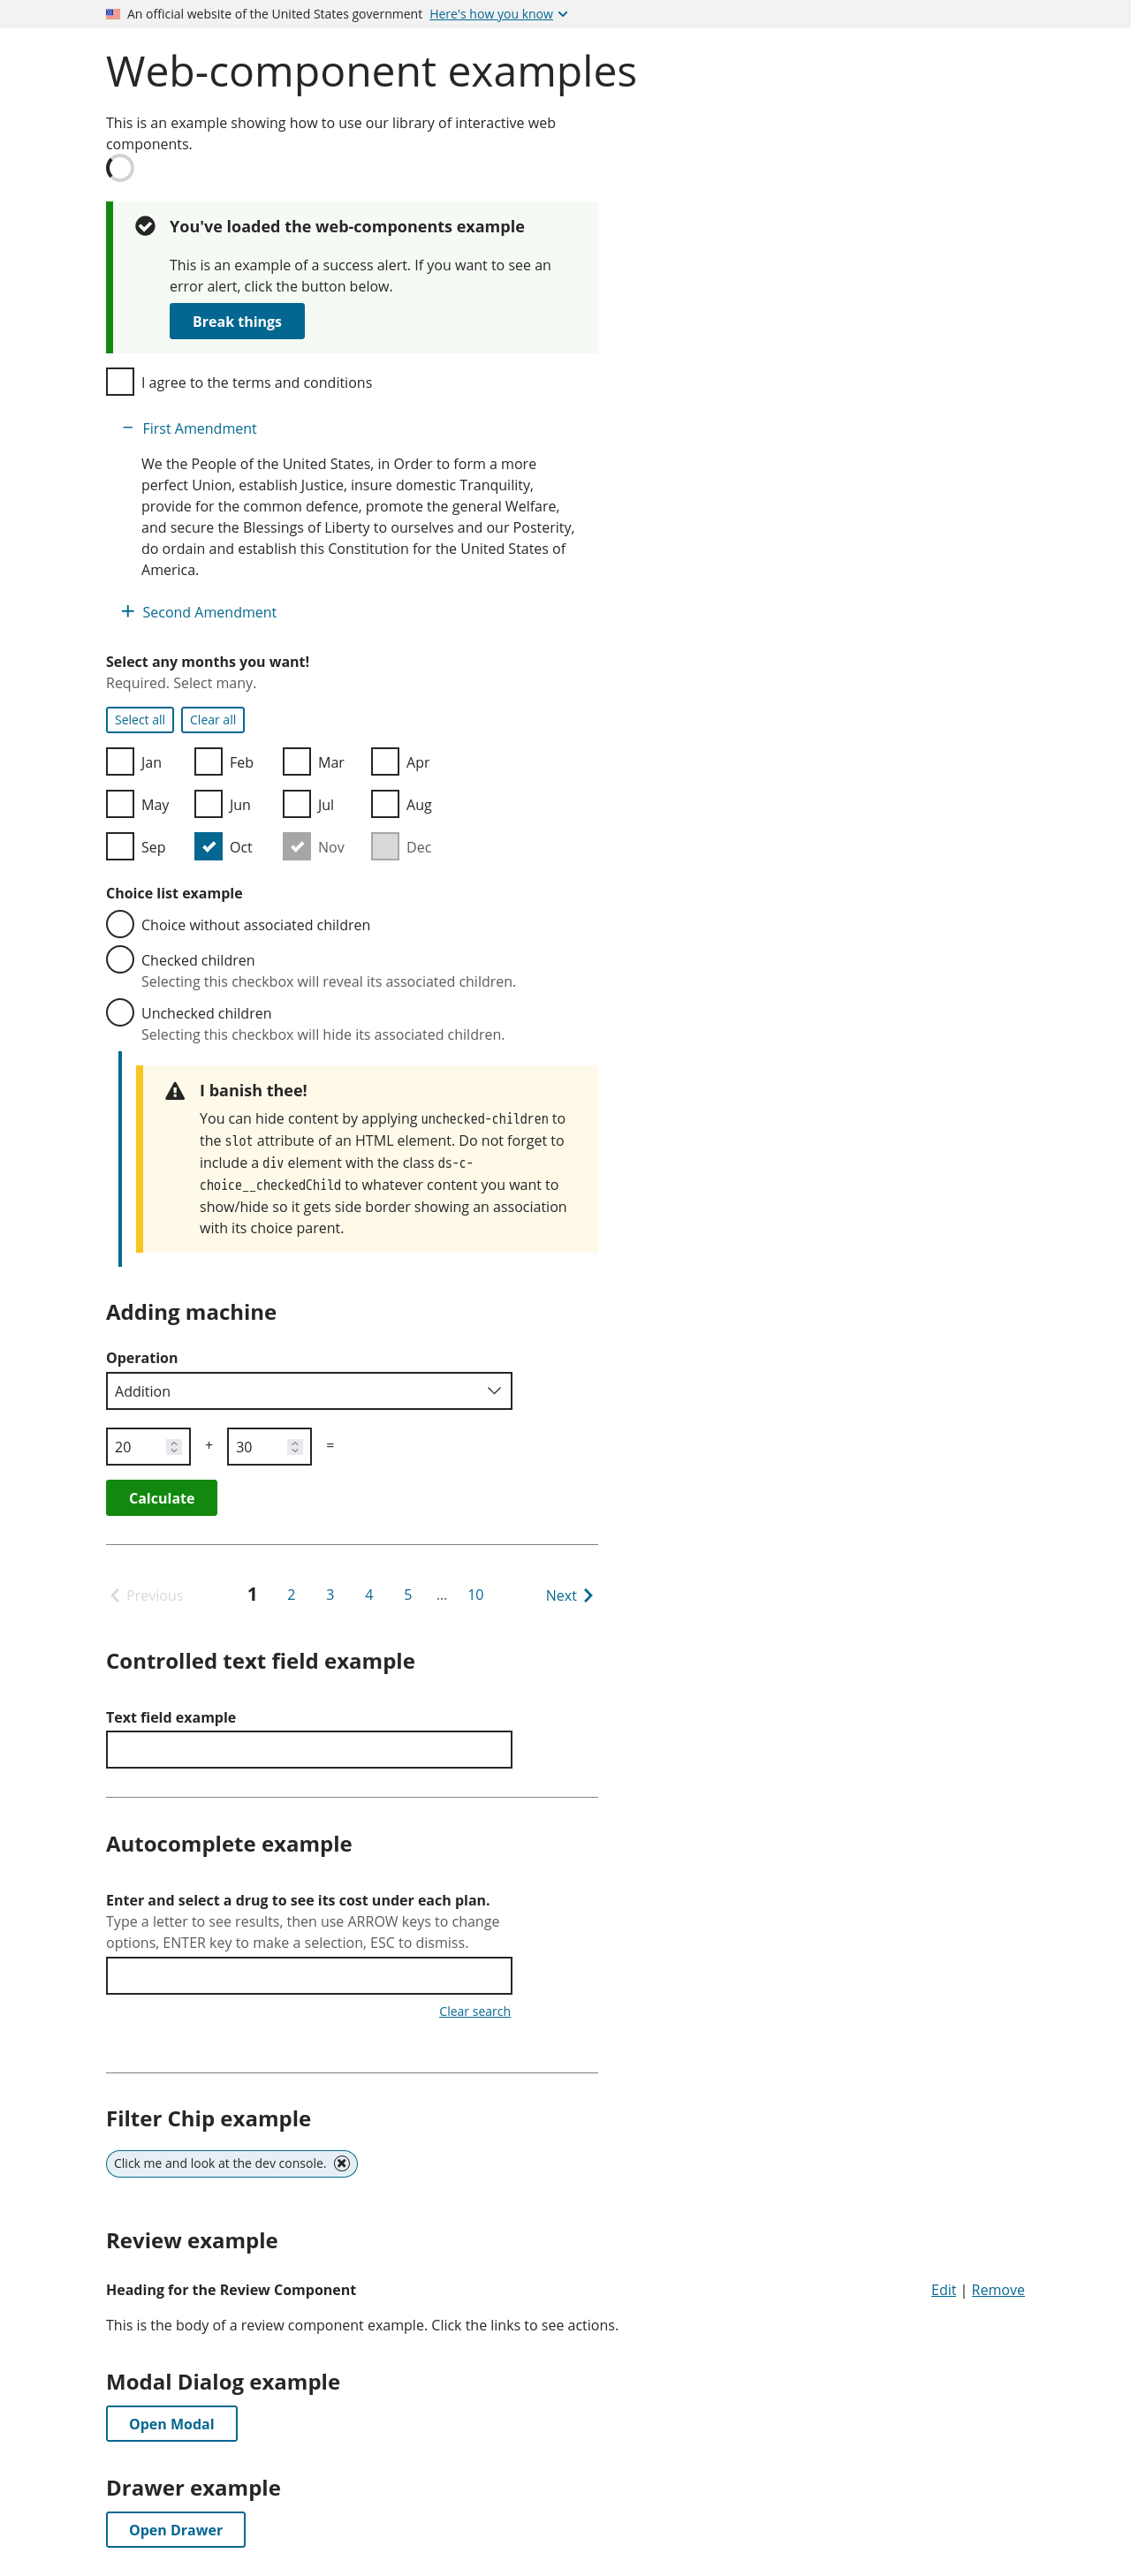 An official website of the United States government Here's how you know
Web-component examples
This is an example showing how to use our library of interactive web
components.
You've loaded the web-components example
This is an example of a success alert. If you want to see an
error alert, click the button below.
Break things
I agree to the terms and conditions
First Amendment
We the People of the United States, in Order to form a more
perfect Union, establish Justice, insure domestic Tranquility,
provide for the common defence, promote the general Welfare,
and secure the Blessings of Liberty to ourselves and our Posterity,
do ordain and establish this Constitution for the United States of
America.
Second Amendment
Select any months you want!
Required. Select many.
Select all Clear all
Jan Feb Mar Apr
May Jun Jul Aug
Sep Oct Nov Dec
Choice list example
Choice without associated children
Checked children
Selecting this checkbox will reveal its associated children.
Unchecked children
Selecting this checkbox will hide its associated children.
I banish thee!
You can hide content by applying unchecked-children to
the slot attribute of an HTML element. Do not forget to
include a div element with the class ds-c-
choice__checkedChild to whatever content you want to
show/hide so it gets side border showing an association
with its choice parent.
Adding machine
Operation
Addition
20 + 30 =
Calculate
Previous 1 2 3 4 5 ... 10 Next
Controlled text field example
Text field example
Autocomplete example
Enter and select a drug to see its cost under each plan.
Type a letter to see results, then use ARROW keys to change
options, ENTER key to make a selection, ESC to dismiss.
Clear search
Filter Chip example
Click me and look at the dev console.
Review example
Heading for the Review Component Edit | Remove
This is the body of a review component example. Click the links to see actions.
Modal Dialog example
Open Modal
Drawer example
Open Drawer